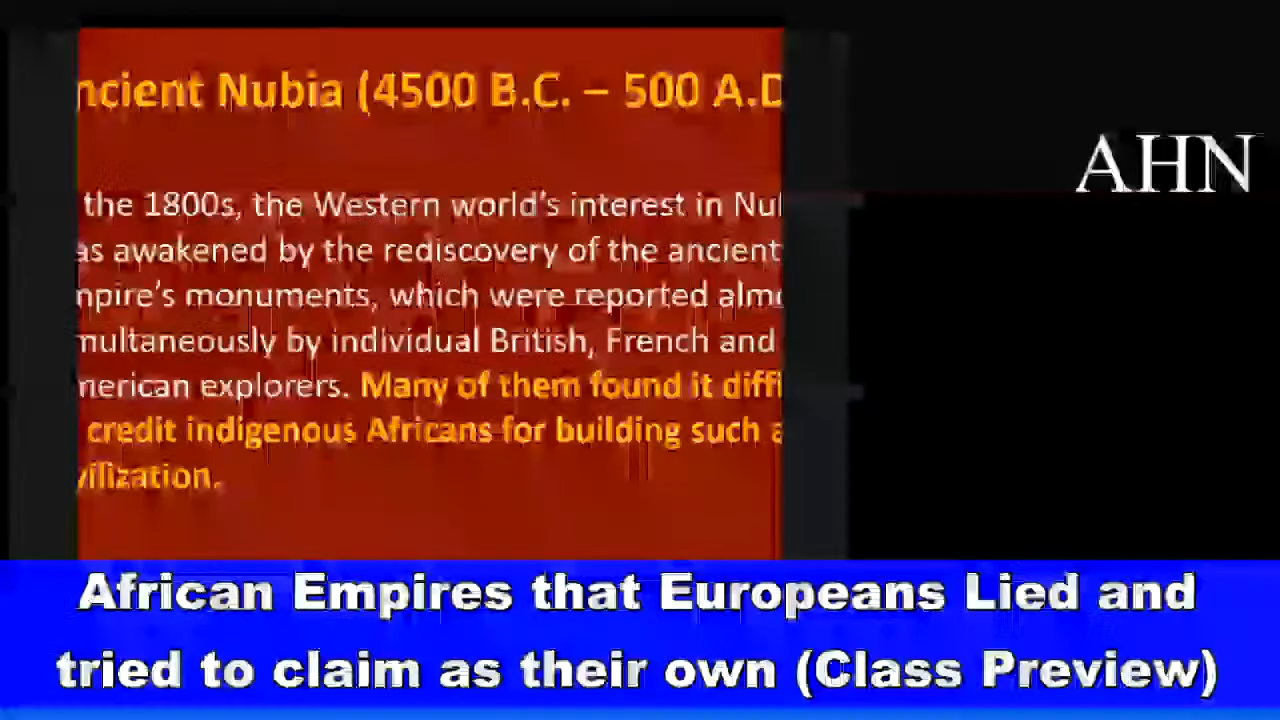 ncient Nubia (4500 B.C. – 500 A.D
AHN
the 1800s, the Western world's interest in Nul
as awakened by the rediscovery of the ancient
npire's monuments, which were reported almo
multaneously by individual British, French and
merican explorers. Many of them found it diffi
credit indigenous Africans for building such a
vilization.
African Empires that Europeans Lied and
tried to claim as their own (Class Preview)